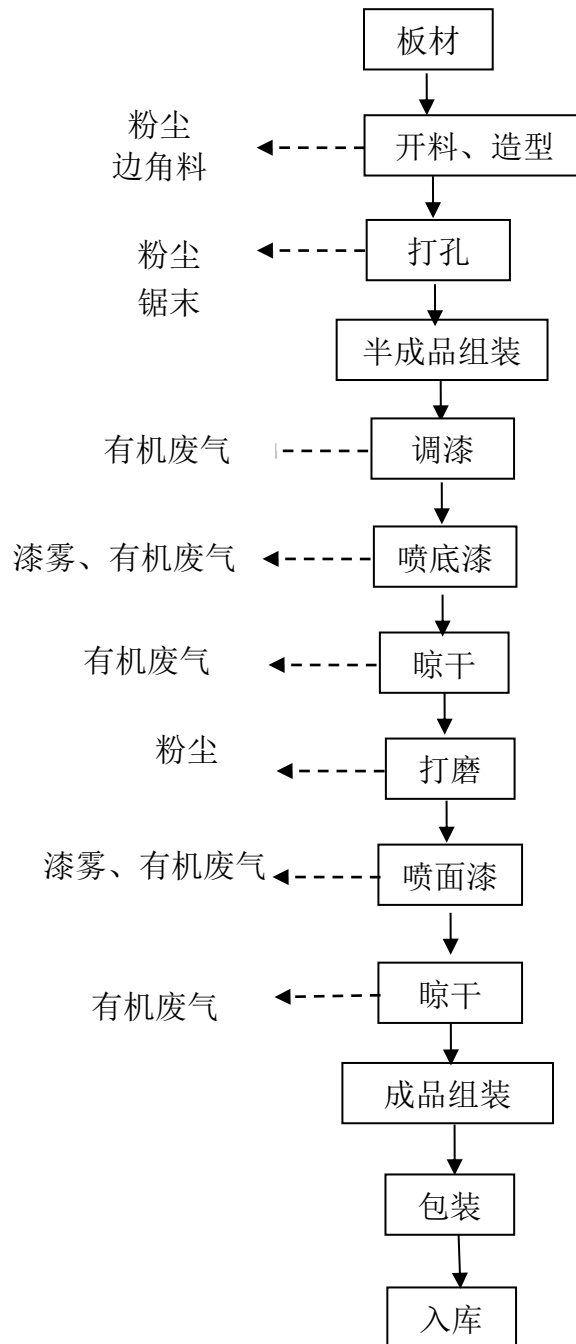 板材
粉尘
边角料
开料、造型
粉尘
锯末
打孔
半成品组装
有机废气
调漆
漆雾、有机废气
喷底漆
有机废气
晾干
粉尘
打磨
漆雾、有机废气
喷面漆
有机废气
晾干
成品组装
包装
入库